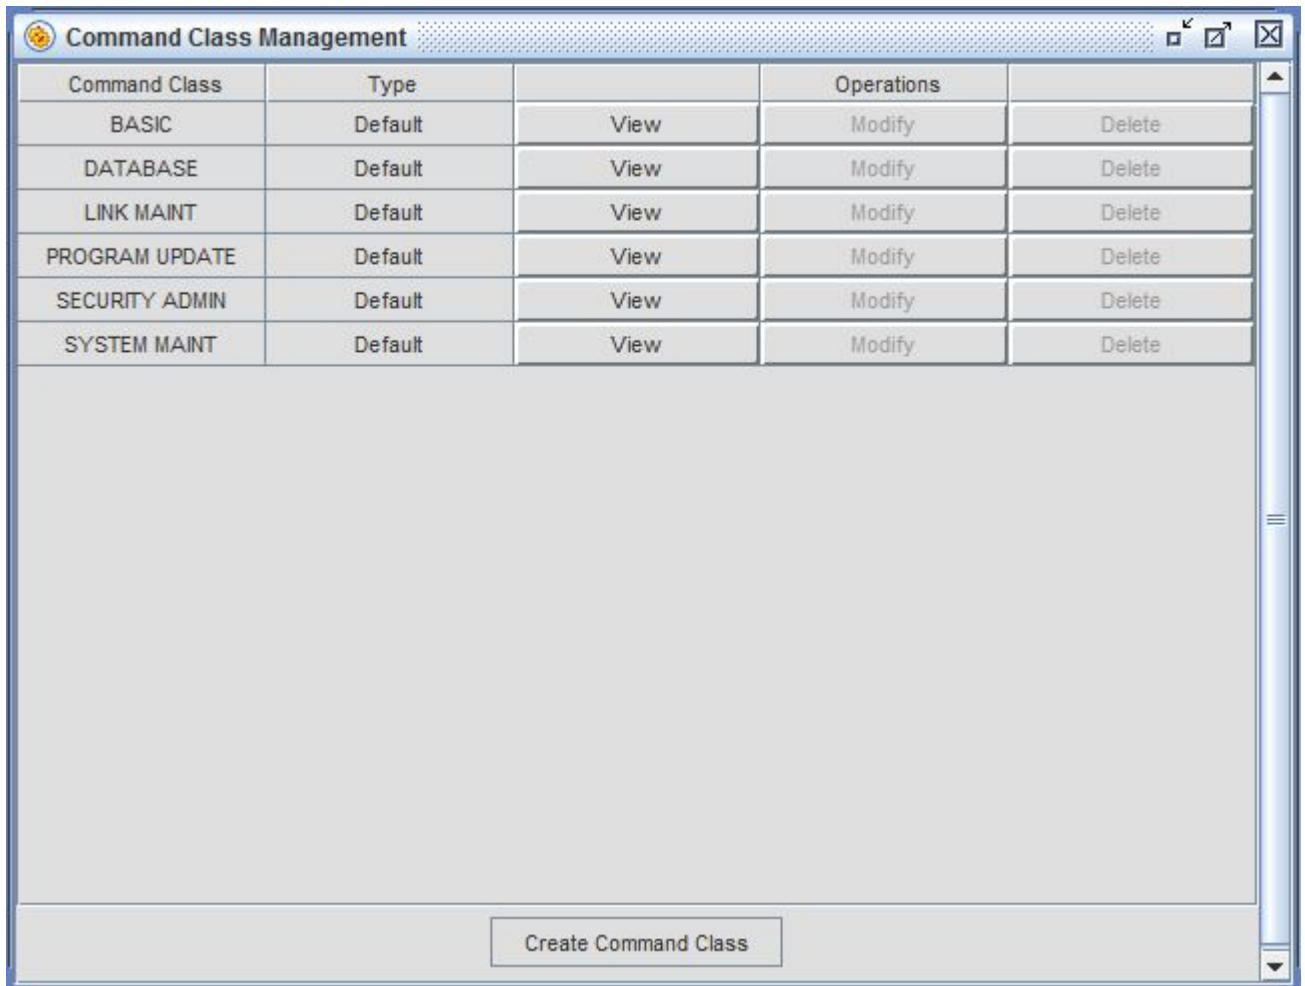 Command Class Management
Command Class Type Operations
BASIC Default View Modify Delete
DATABASE Default View Modify Delete
LINK MAINT Default View Modify Delete
PROGRAM UPDATE Default View Modify Delete
SECURITY ADMIN Default View Modify Delete
SYSTEM MAINT Default View Modify Delete
Create Command Class